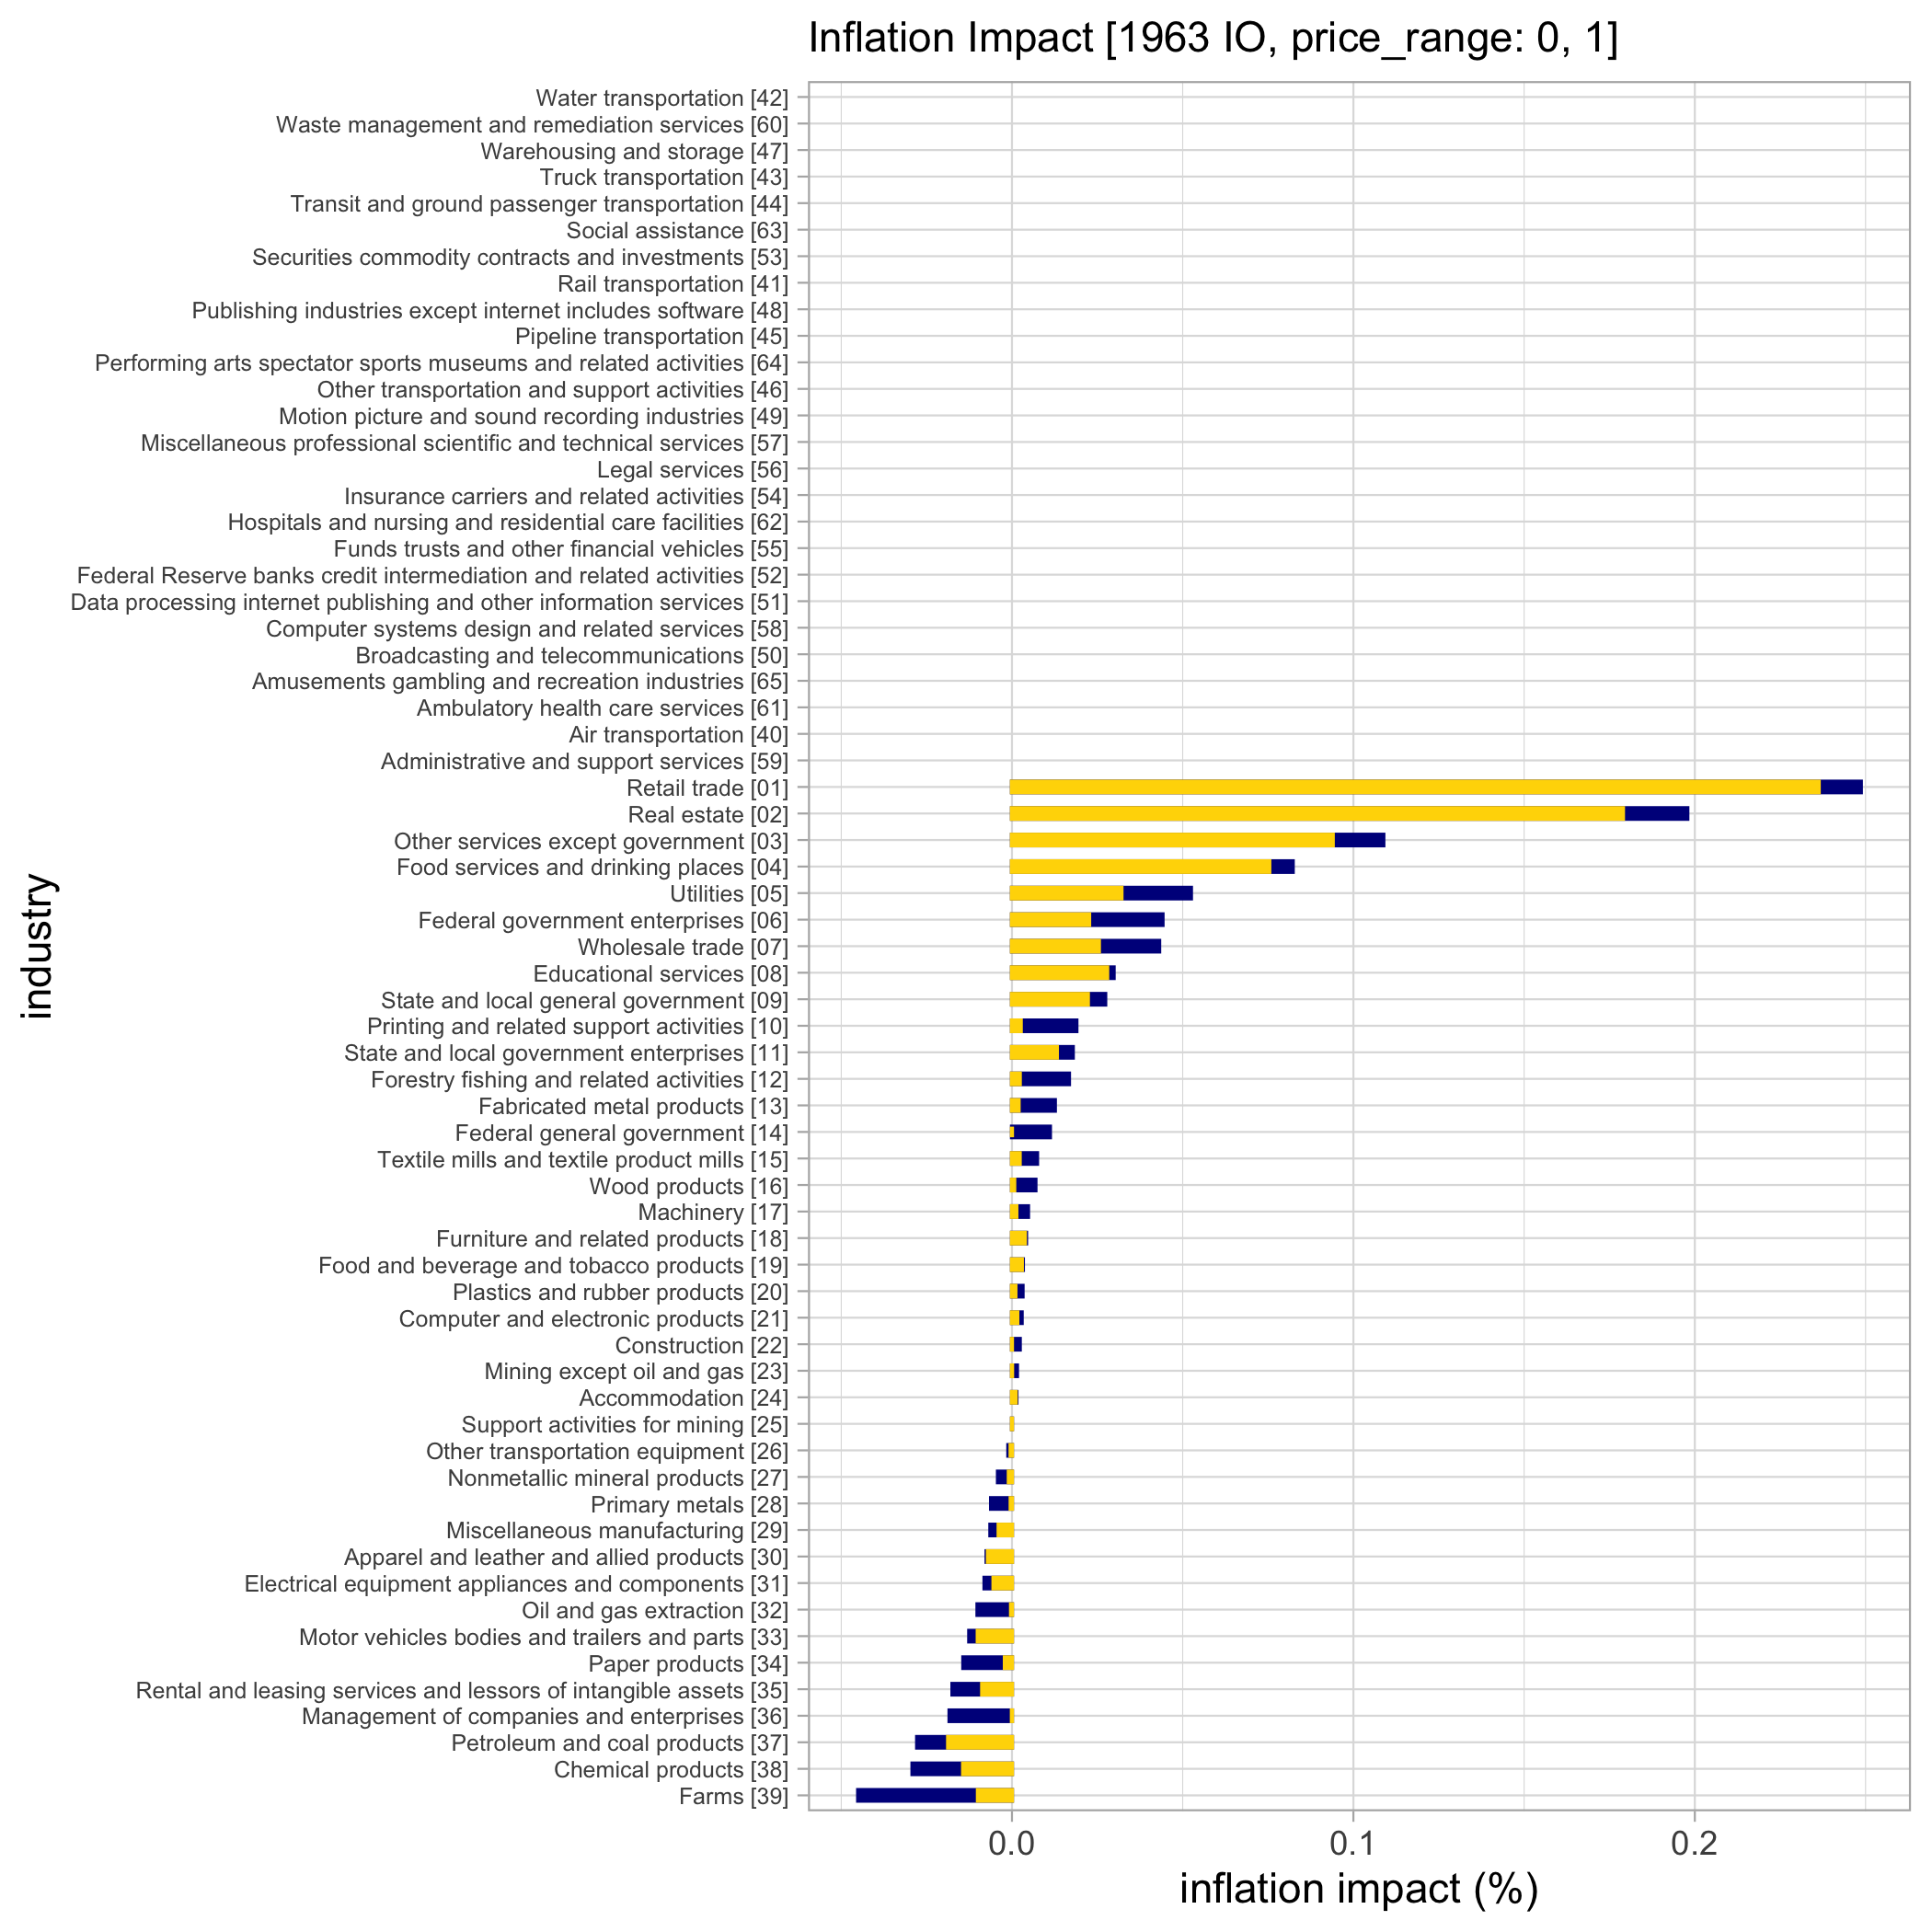 Inflation Impact [1963 IO, price_range: 0, 1]
Water transportation [42]
Waste management and remediation services [60]
Warehousing and storage [47]
Truck transportation [43]
Transit and ground passenger transportation [44]
Social assistance [63]
Securities commodity contracts and investments [53]
Rail transportation [41]
Publishing industries except internet includes software [48]
Pipeline transportation [45]
Performing arts spectator sports museums and related activities [64]
Other transportation and support activities [46]
Motion picture and sound recording industries [49]
Miscellaneous professional scientific and technical services [57]
Legal services [56]
Insurance carriers and related activities [54]
Hospitals and nursing and residential care facilities [62]
Funds trusts and other financial vehicles [55]
Federal Reserve banks credit intermediation and related activities [52]
Data processing internet publishing and other information services [51]
Computer systems design and related services [58]
Broadcasting and telecommunications [50]
Amusements gambling and recreation industries [65]
Ambulatory health care services [61]
Air transportation [40]
Administrative and support services [59]
Retail trade [01]
Real estate [02]
Other services except government [03]
Food services and drinking places [04]
Utilities [05]
Federal government enterprises [06]
Wholesale trade [07]
Educational services [08]
State and local general government [09]
Printing and related support activities [10]
State and local government enterprises [11]
Forestry fishing and related activities [12]
Fabricated metal products [13]
Federal general government [14]
Textile mills and textile product mills [15]
Wood products [16]
Machinery [17]
Furniture and related products [18]
Food and beverage and tobacco products [19]
Plastics and rubber products [20]
Computer and electronic products [21]
Construction [22]
Mining except oil and gas [23]
Accommodation [24]
Support activities for mining [25]
Other transportation equipment [26]
Nonmetallic mineral products [27]
Primary metals [28]
Miscellaneous manufacturing [29]
Apparel and leather and allied products [30]
Electrical equipment appliances and components [31]
Oil and gas extraction [32]
Motor vehicles bodies and trailers and parts [33]
Paper products [34]
Rental and leasing services and lessors of intangible assets [35]
Management of companies and enterprises [36]
Petroleum and coal products [37]
Chemical products [38]
Farms [39]
industry
0.0 0.1 0.2
inflation impact (%)